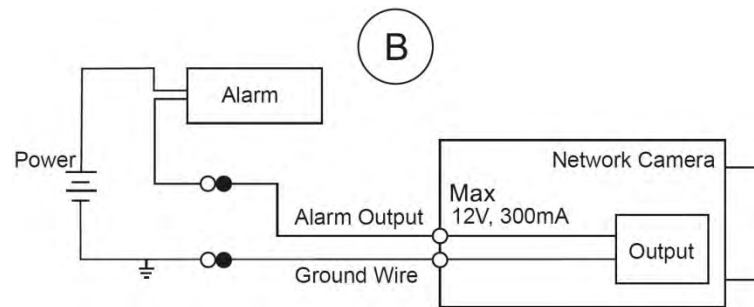 B
Alarm
Power
Network Camera
Max
12V, 300mA
Alarm Output
Output
Ground Wire